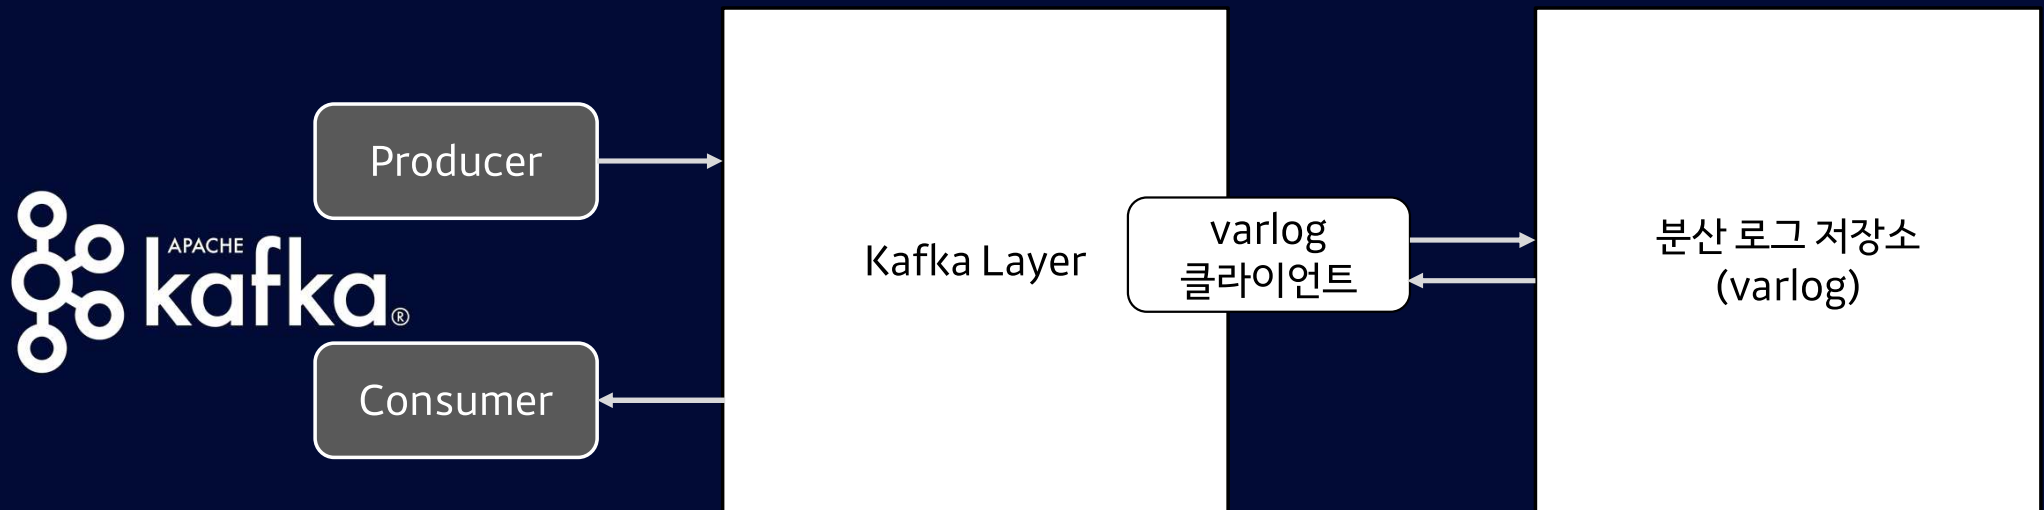 Producer
APACHE
kafka®
Consumer
Kafka Layer
varlog
클라이언트
분산 로그 저장소
(varlog)